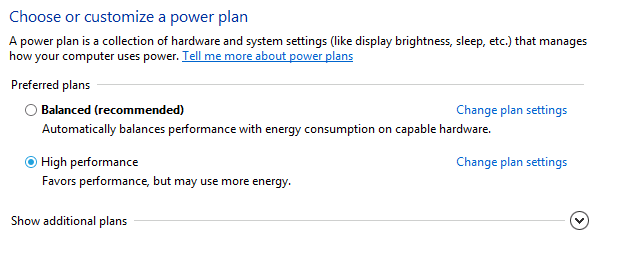 Choose or customize a power plan
A power plan is a collection of hardware and system settings (like display brightness, sleep, etc.) that manages
how your computer uses power. Tell me more about power plans
Preferred plans
Balanced (recommended) Change plan settings
Automatically balances performance with energy consumption on capable hardware.
High performance Change plan settings
Favors performance, but may use more energy.
Show additional plans